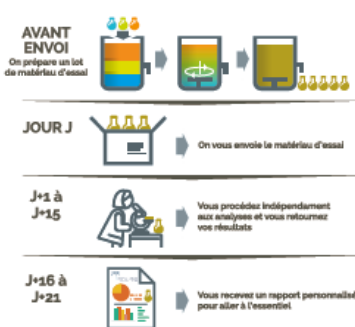 AVANT
ENVOI
On prépare un lot
de matériau d'essai
JOUR J
On vous envoie le matériau d'essai
J+1 à
J+15
Vous procédez indépendamment
aux analyses et vous retournez
vos résultats
J+16 à
J+21
Vous recevez un rapport personnalisé
pour aller à l'essentiel